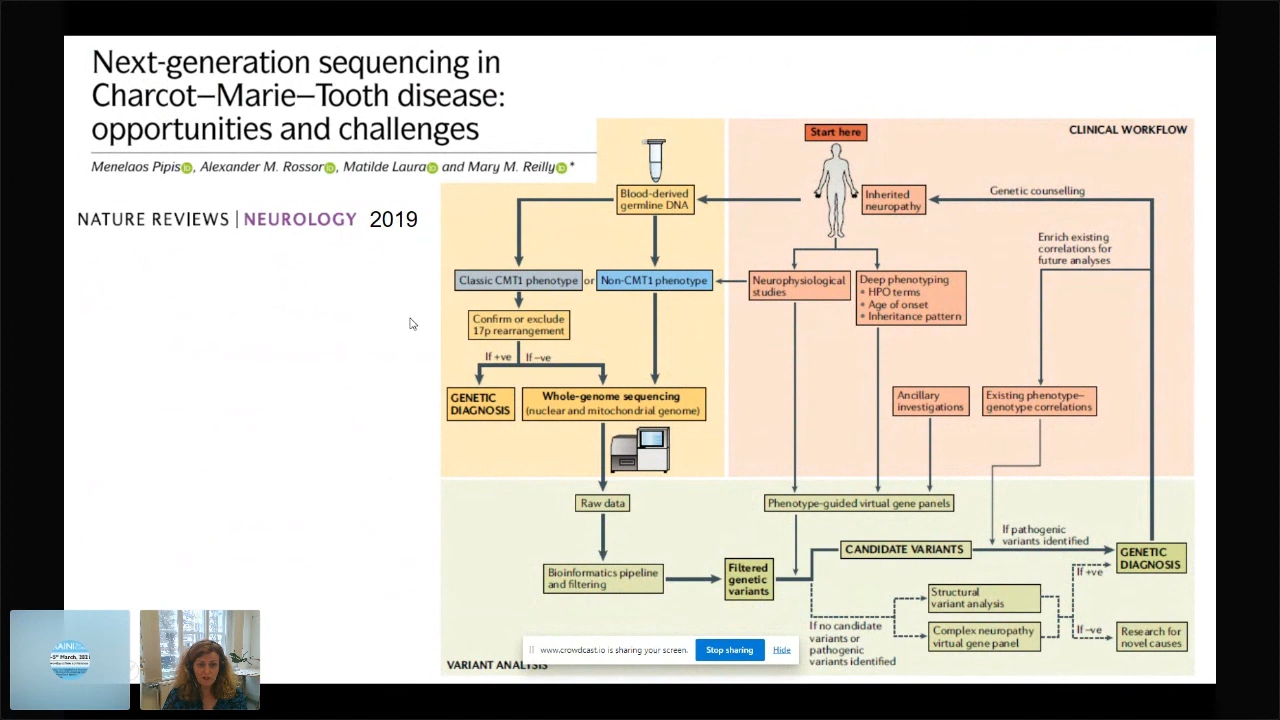 Next-generation sequencing in
Charcot–Marie–Tooth disease:
opportunities and challenges
Menelaos Pipis, Alexander M. Rossor, Matilde Laura and Mary M. Reilly *
NATURE REVIEWS | NEUROLOGY 2019
Start here
CLINICAL WORKFLOW
Blood-derived
germline DNA
Inherited
neuropathy
Genetic counselling
Enrich existing
correlations for
future analyses
Classic CMT1 phenotype or Non-CMT1 phenotype
Neurophysiological
studies
Deep phenotyping
• HPO terms
• Age of onset
• Inheritance pattern
Confirm or exclude
17p rearrangement
If +ve If –ve
GENETIC
DIAGNOSIS
Whole-genome sequencing
(nuclear and mitochondrial genome)
Ancillary
investigations
Existing phenotype–
genotype correlations
Raw data
Phenotype-guided virtual gene panels
Bioinformatics pipeline
and filtering
Filtered
genetic
variants
CANDIDATE VARIANTS
If pathogenic
variants identified
GENETIC
DIAGNOSIS
If +ve
Structural
variant analysis
If no candidate
variants or
pathogenic
variants identified
Complex neuropathy
virtual gene panel
If –ve
Research for
novel causes
VARIANT ANALYSIS
www.crowdcast.io is sharing your screen.
Stop sharing
Hide